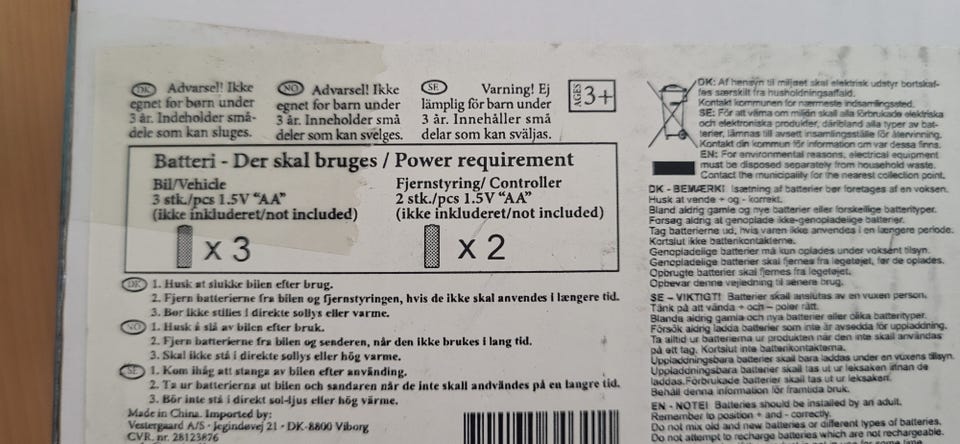 DK Advarsel! Ikke
egnet for børn under
3 år. Indeholder små-
dele som kan sluges.
NO Advarsel! Ikke
egnet for barn under
3 år. Inneholder små
deler som kan svelges.
SE Varning! Ej
lämplig för barn under
3 år. Innehåller små
delar som kan sväljas.
AGES 3+
Batteri - Der skal bruges / Power requirement
Bil/Vehicle
3 stk./pcs 1.5V “AA”
(ikke inkluderet/not included)
X 3
Fjernstyring/ Controller
2 stk./pcs 1.5V “AA”
(ikke inkluderet/not included)
X 2
DK 1. Husk at slukke bilen efter brug.
2. Fjern batterierne fra bilen og fjernstyringen, hvis de ikke skal anvendes i længere tid.
3. Bør ikke stilles i direkte sollys eller varme.
NO 1. Husk å slå av bilen efter bruk.
2. Fjern batterierne fra bilen og senderen, når den ikke brukes i lang tid.
3. Skal ikke stå i direkte sollys eller høg varme.
SE 1. Kom ihåg att stänga av bilen efter använding.
2. Ta ur batterierna ut bilen och sändaren når de inte skall andvändes på en längre tid.
3. Bör inte stå i direkt sol-ljus eller hög värme.
Made in China. Imported by:
Vestergaard A/S · Jegindøvej 21 · DK-8800 Viborg
CVR. nr. 28123876
DK: Af hensyn til miljøet skal elektrisk udstyr bortskaf-
fes særskilt fra husholdningsaffald.
Kontakt kommunen for nærmeste indsamlingssted.
SE: För att värna om miljön skall alla förbrukade elektriska
och elektroniska produkter, däribland alla typer av bat-
terier, lämnas till avsett insamlingsställe för återvinning.
Kontakt din kommun för information om var dessa finns.
EN: For environmental reasons, electrical equipment
must be disposed separately from household waste.
Contact the municipality for the nearest collection point.
DK - BEMÆRK! Isætning af batterier bør foretages af en voksen.
Husk at vende + og - korrekt.
Bland aldrig gamle og nye batterier eller forskellige batterityper.
Forsøg aldrig at genoplade ikke-genopladelige batterier.
Tag batterierne ud, hvis varen ikke anvendes i en længere periode.
Kortslut ikke batterikontakterne.
Genopladelige batterier må kun oplades under voksent tilsyn.
Genopladelige batterier skal fjernes fra legetøjet, før de oplades.
Opbrugte batterier skal fjernes fra legetøjet.
Opbevar denne vejledning til senere brug.
SE - VIKTIGT! Batterier skall anslutas av en vuxen person.
Tänk på att vända + och - poler rätt.
Blanda aldrig gamla och nya batterier eller olika batterityper.
Försök aldrig ladda batterier som inte är avsedda för uppladdning.
Ta alltid ur batterierna ur produkten när den inte skall användas
på ett tag. Kortslut inte batterikontakterna.
Uppladdningsbara batterier skall bara laddas under en vuxens tillsyn.
Uppladdningsbara batterier skall tas ut ur leksaken innan de
laddas. Förbrukade batterier skall tas ut ur leksaken.
Behåll denna information för framtida bruk.
EN - NOTE! Batteries should be installed by an adult.
Remember to position + and - correctly.
Do not mix old and new batteries or different types of batteries.
Do not attempt to recharge batteries which are not rechargeable.